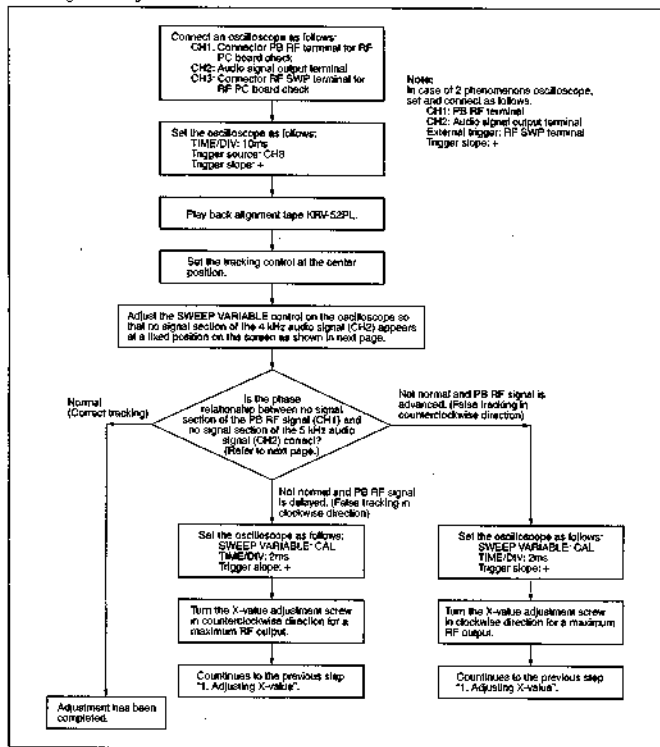 Connect an oscilloscope as follows:
CH1: Connector PB RF terminal for RF
PC board check
CH2: Audio signal output terminal
CH3: Connector RF SWP terminal for
RF PC board check
Note:
In case of 2 phenomenone oscilloscope,
set and connect as follows.
CH1: PB RF terminal
CH2: Audio signal output terminal
External trigger: RF SWP terminal
Trigger slope: +
Set the oscilloscope as follows:
TIME/DIV: 10ms
Trigger source: CH3
Trigger slope: +
Play back alignment tape KRV-52PL.
Set the tracking control at the center
position.
Adjust the SWEEP VARIABLE control on the oscilloscope so
that no signal section of the 4 kHz audio signal (CH2) appears
at a fixed position on the screen as shown in next page.
Normal
(Correct tracking)
Is the phase
relationship between no signal
section of the PB RF signal (CH1) and
no signal section of the 5 kHz audio
signal (CH2) correct?
(Refer to next page.)
Not normal and PB RF signal is
advanced. (False tracking in
counterclockwise direction)
Not normal and PB RF signal
is delayed. (False tracking in
clockwise direction)
Set the oscilloscope as follows:
SWEEP VARIABLE: CAL
TIME/DIV: 2ms
Trigger slope: +
Set the oscilloscope as follows:
SWEEP VARIABLE: CAL
TIME/DIV: 2ms
Trigger slope: +
Turn the X-value adjustment screw
in counterclockwise direction for a
maximum RF output.
Turn the X-value adjustment screw
in clockwise direction for a maximum
RF output.
Countinues to the previous step
"1. Adjusting X-value".
Countinues to the previous step
"1. Adjusting X-value".
Adjustment has been
completed.